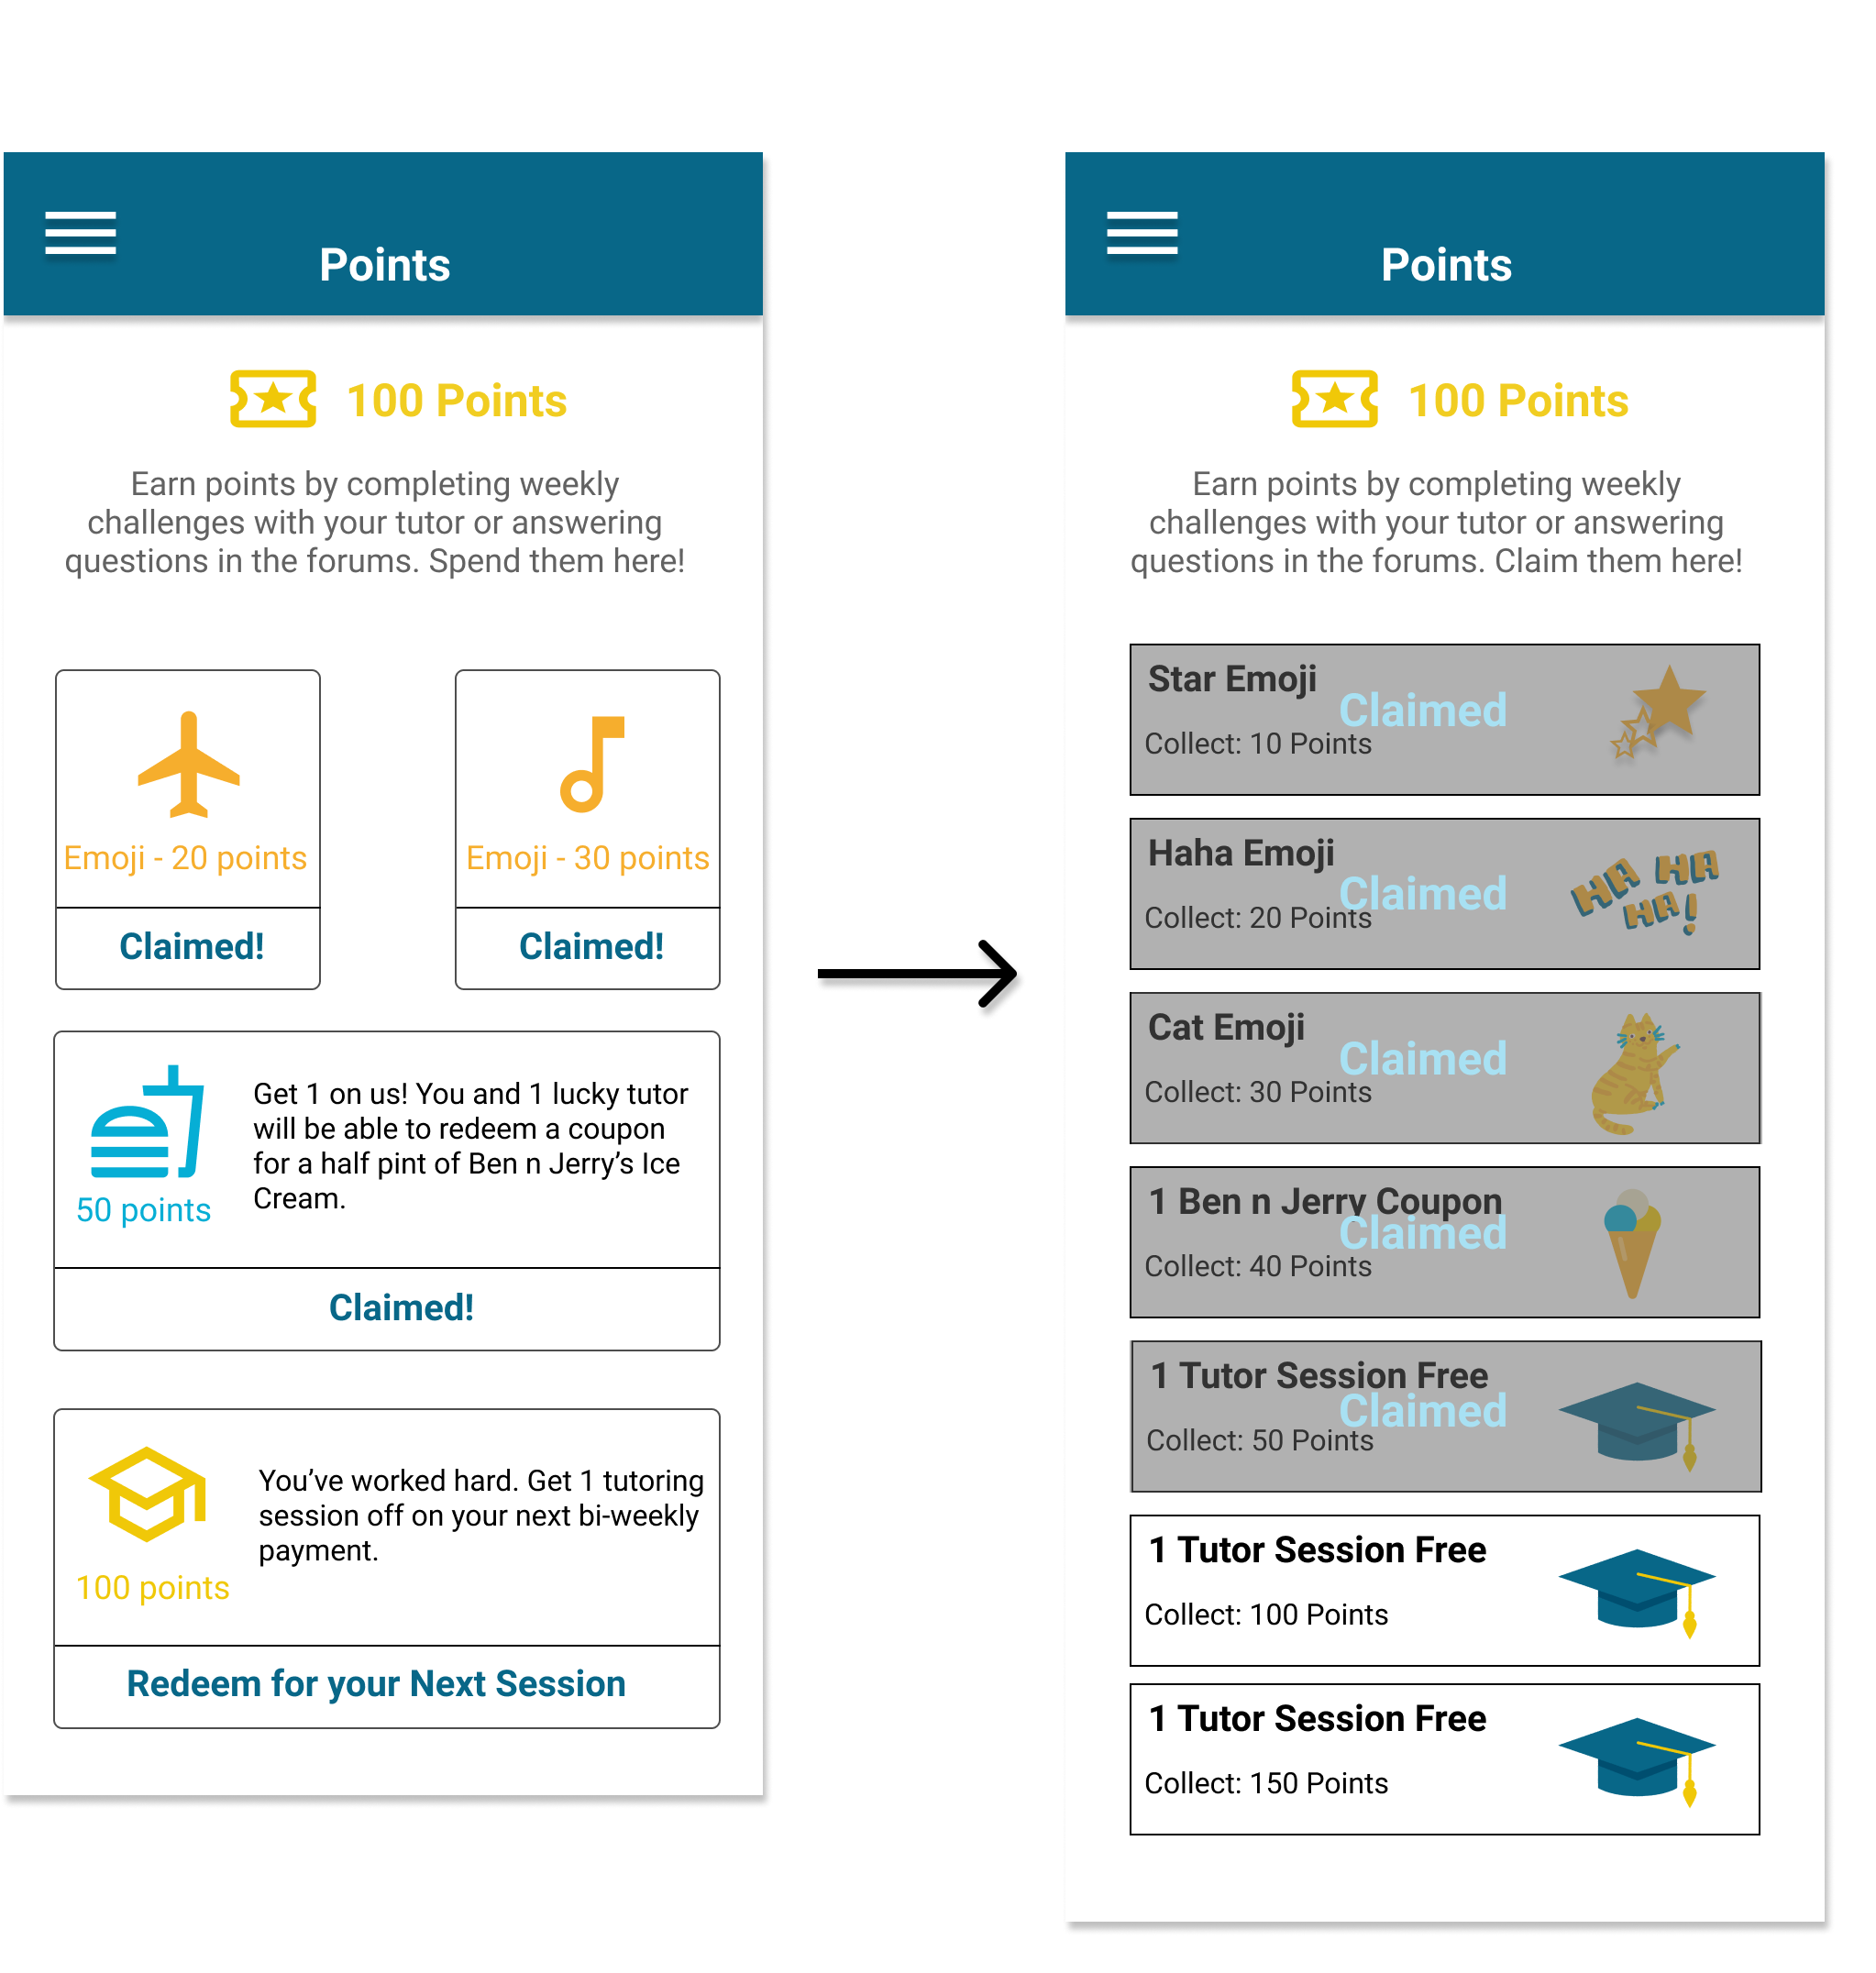 Points
100 Points
Earn points by completing weekly
challenges with your tutor or answering
questions in the forums. Spend them here!
Emoji - 20 points
Claimed!
Emoji - 30 points
Claimed!
50 points
Get 1 on us! You and 1 lucky tutor
will be able to redeem a coupon
for a half pint of Ben n Jerry’s Ice
Cream.
Claimed!
100 points
You’ve worked hard. Get 1 tutoring
session off on your next bi-weekly
payment.
Redeem for your Next Session
Points
100 Points
Earn points by completing weekly
challenges with your tutor or answering
questions in the forums. Claim them here!
Star Emoji
Claimed
Collect: 10 Points
Haha Emoji
Claimed
Collect: 20 Points
HA HA
HA!
Cat Emoji
Claimed
Collect: 30 Points
1 Ben n Jerry Coupon
Claimed
Collect: 40 Points
1 Tutor Session Free
Claimed
Collect: 50 Points
1 Tutor Session Free
Collect: 100 Points
1 Tutor Session Free
Collect: 150 Points